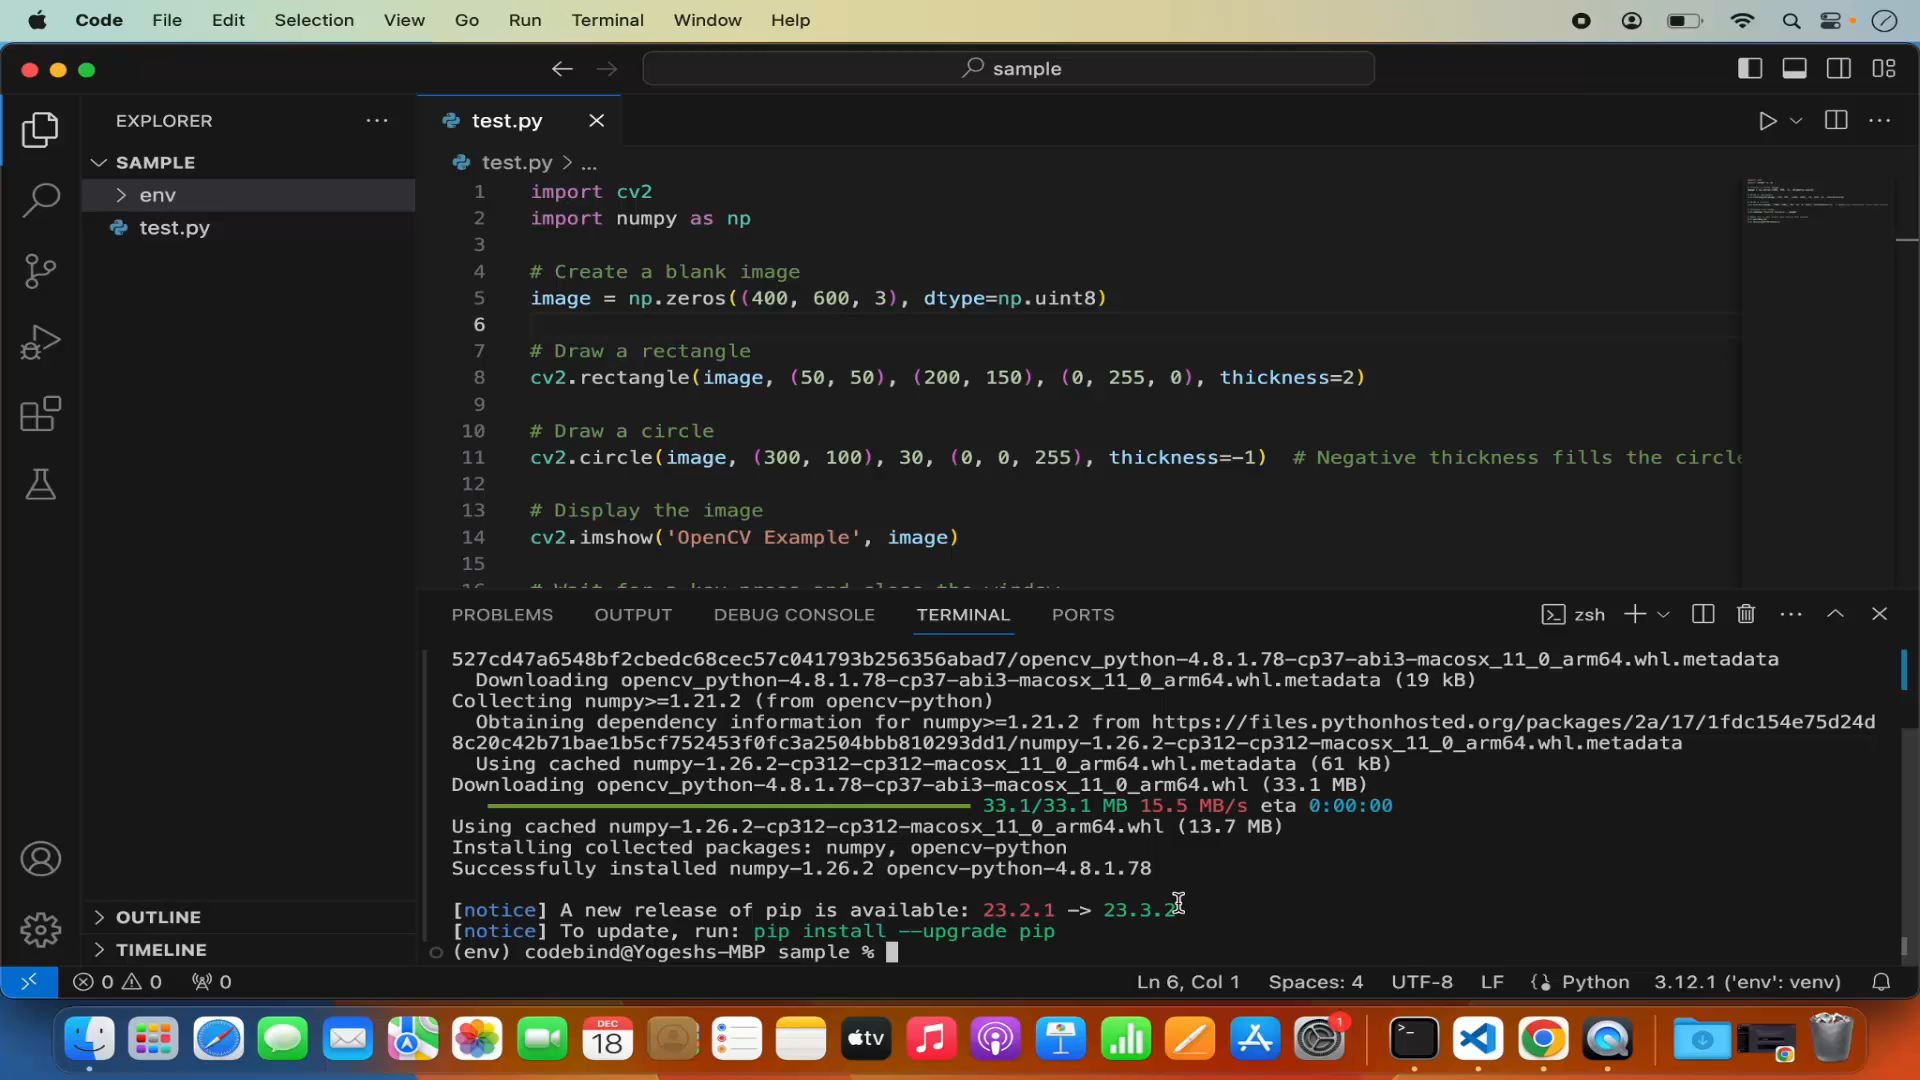 Code File Edit Selection View Go Run Terminal Window Help
sample
EXPLORER
test.py
SAMPLE
env
test.py
test.py > ...
1 import cv2
2 import numpy as np
3
4 # Create a blank image
5 image = np.zeros((400, 600, 3), dtype=np.uint8)
6
7 # Draw a rectangle
8 cv2.rectangle(image, (50, 50), (200, 150), (0, 255, 0), thickness=2)
9
10 # Draw a circle
11 cv2.circle(image, (300, 100), 30, (0, 0, 255), thickness=-1) # Negative thickness fills the circle
12
13 # Display the image
14 cv2.imshow('OpenCV Example', image)
15
16 # Wait for a key press and close the window
PROBLEMS OUTPUT DEBUG CONSOLE TERMINAL PORTS
zsh
527cd47a6548bf2cbedc68cec57c041793b256356abad7/opencv_python-4.8.1.78-cp37-abi3-macosx_11_0_arm64.whl.metadata
Downloading opencv_python-4.8.1.78-cp37-abi3-macosx_11_0_arm64.whl.metadata (19 kB)
Collecting numpy>=1.21.2 (from opencv-python)
Obtaining dependency information for numpy>=1.21.2 from https://files.pythonhosted.org/packages/2a/17/1fdc154e75d24d
8c20c42b71bae1b5cf752453f0fc3a2504bbb810293dd1/numpy-1.26.2-cp312-cp312-macosx_11_0_arm64.whl.metadata
Using cached numpy-1.26.2-cp312-cp312-macosx_11_0_arm64.whl.metadata (61 kB)
Downloading opencv_python-4.8.1.78-cp37-abi3-macosx_11_0_arm64.whl (33.1 MB)
33.1/33.1 MB 15.5 MB/s eta 0:00:00
Using cached numpy-1.26.2-cp312-cp312-macosx_11_0_arm64.whl (13.7 MB)
Installing collected packages: numpy, opencv-python
Successfully installed numpy-1.26.2 opencv-python-4.8.1.78
[notice] A new release of pip is available: 23.2.1 -> 23.3.2
[notice] To update, run: pip install --upgrade pip
(env) codebind@Yogeshs-MBP sample %
OUTLINE
TIMELINE
0 0 0
Ln 6, Col 1 Spaces: 4 UTF-8 LF Python 3.12.1 ('env': venv)
DEC
18
tv
1